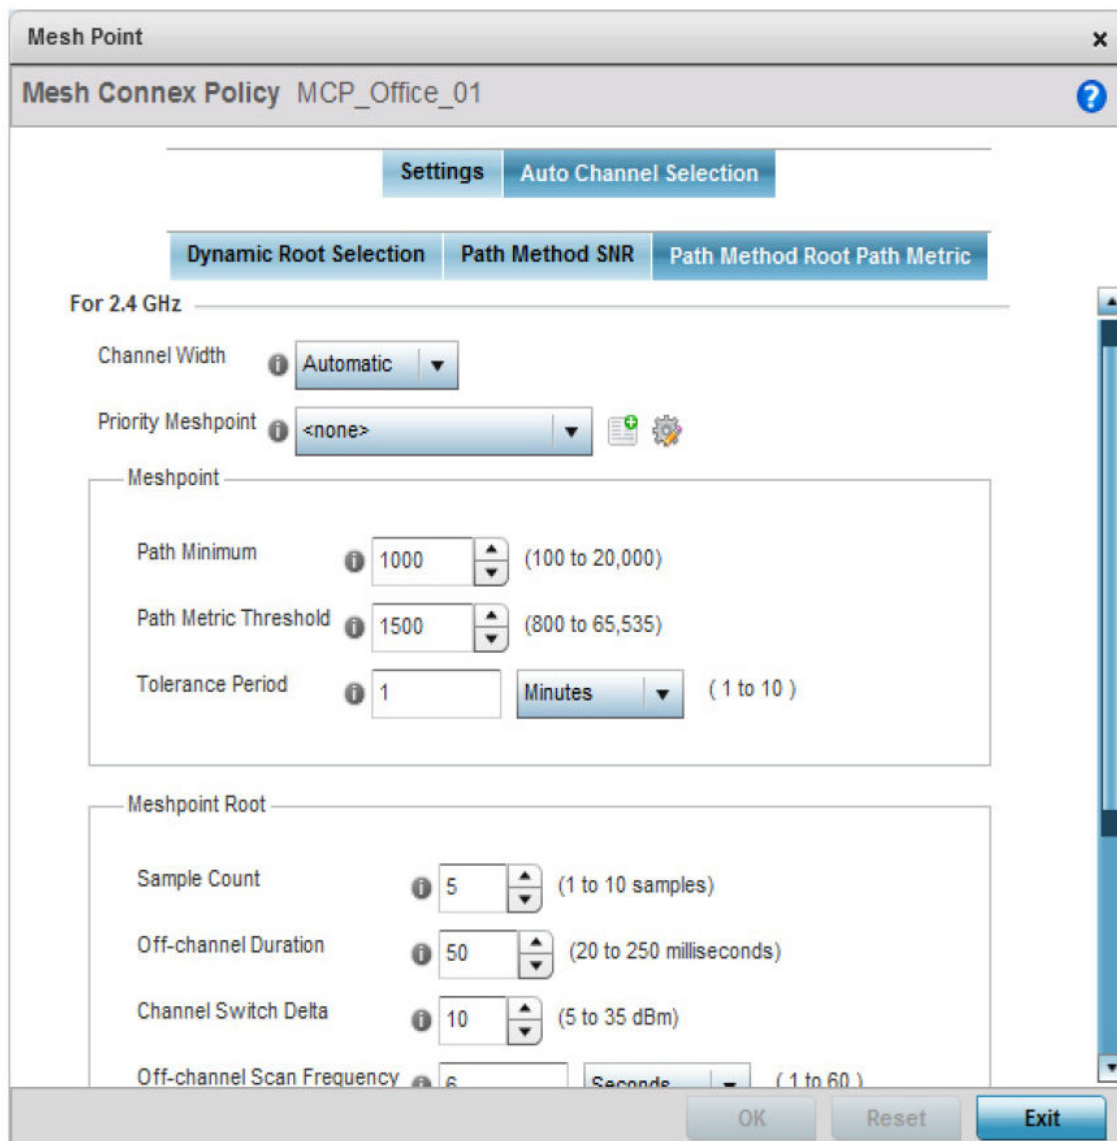 Mesh Point
Mesh Connex Policy MCP_Office_01
Settings Auto Channel Selection
Dynamic Root Selection Path Method SNR Path Method Root Path Metric
For 2.4 GHz
Channel Width Automatic
Priority Meshpoint <none>
Meshpoint
Path Minimum 1000 (100 to 20,000)
Path Metric Threshold 1500 (800 to 65,535)
Tolerance Period 1 Minutes ( 1 to 10 )
Meshpoint Root
Sample Count 5 (1 to 10 samples)
Off-channel Duration 50 (20 to 250 milliseconds)
Channel Switch Delta 10 (5 to 35 dBm)
Off-channel Scan Frequency 6 Seconds ( 1 to 60 )
OK Reset Exit